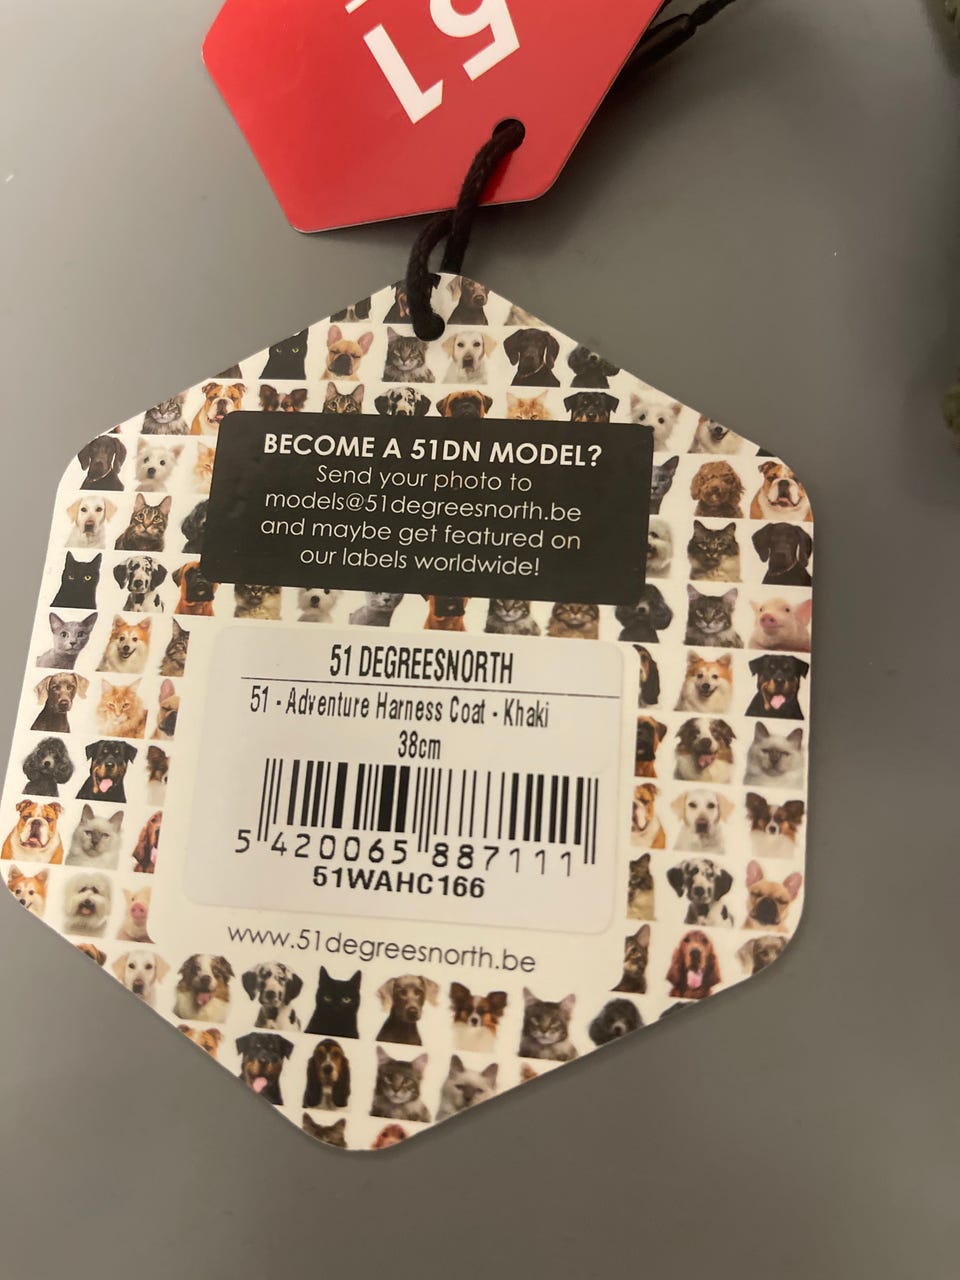 51
BECOME A 51DN MODEL?
Send your photo to
models@51degreesnorth.be
and maybe get featured on
our labels worldwide!
51 DEGREESNORTH
51 - Adventure Harness Coat - Khaki
38cm
5 420065 887111
51WAHC166
www.51degreesnorth.be